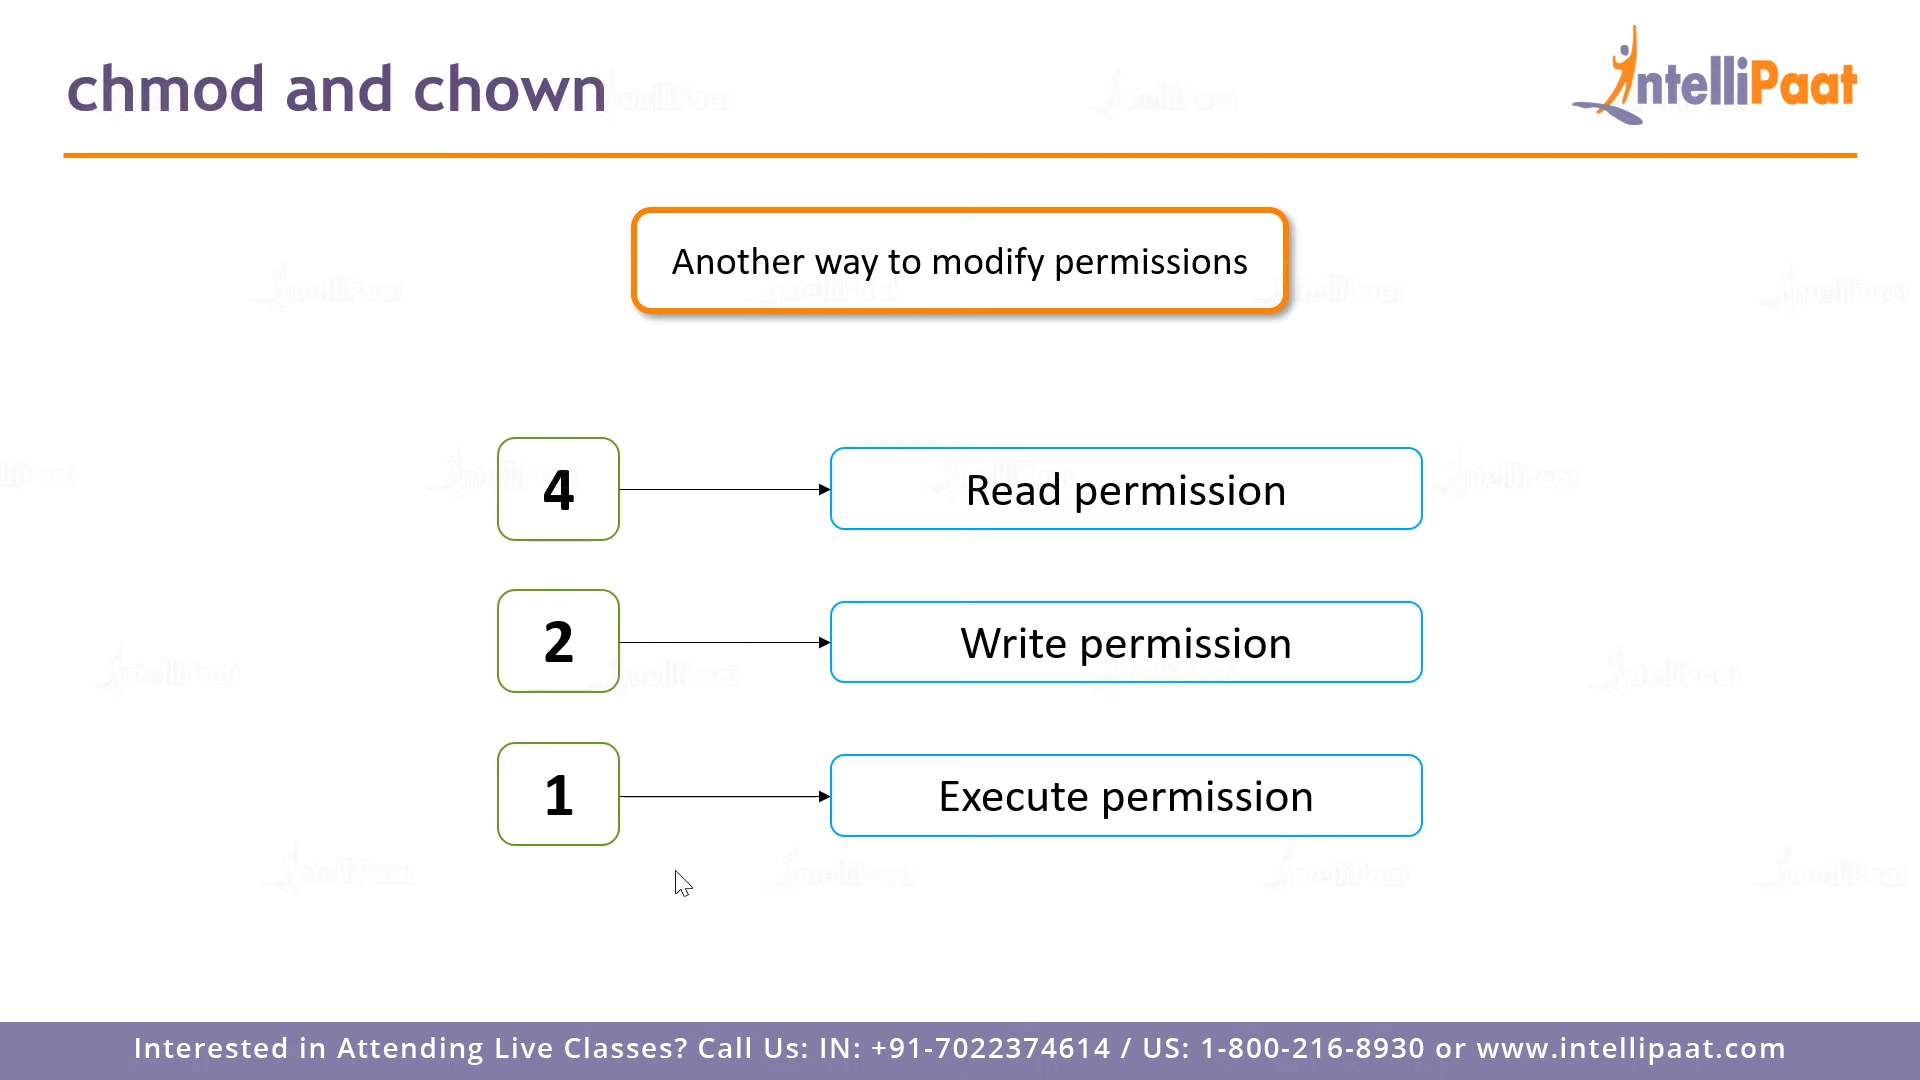 chmod and chown
IntelliPaat
Another way to modify permissions
4 Read permission
2 Write permission
1 Execute permission
Interested in Attending Live Classes? Call Us: IN: +91-7022374614 / US: 1-800-216-8930 or www.intellipaat.com